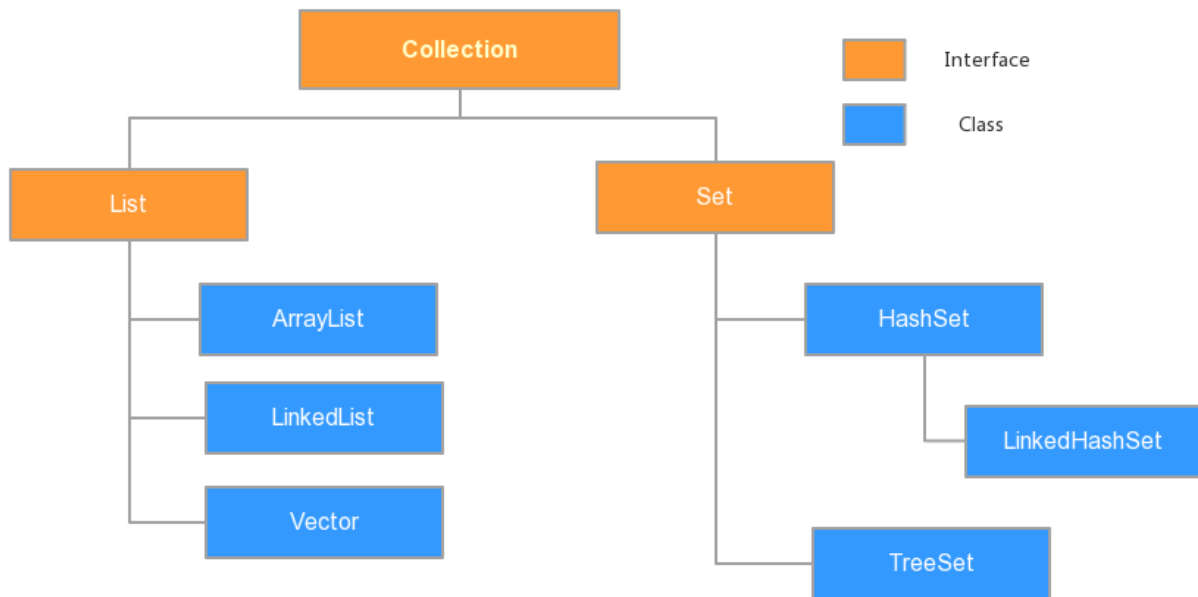 Collection
Interface
Class
List
Set
ArrayList
HashSet
LinkedList
LinkedHashSet
Vector
TreeSet